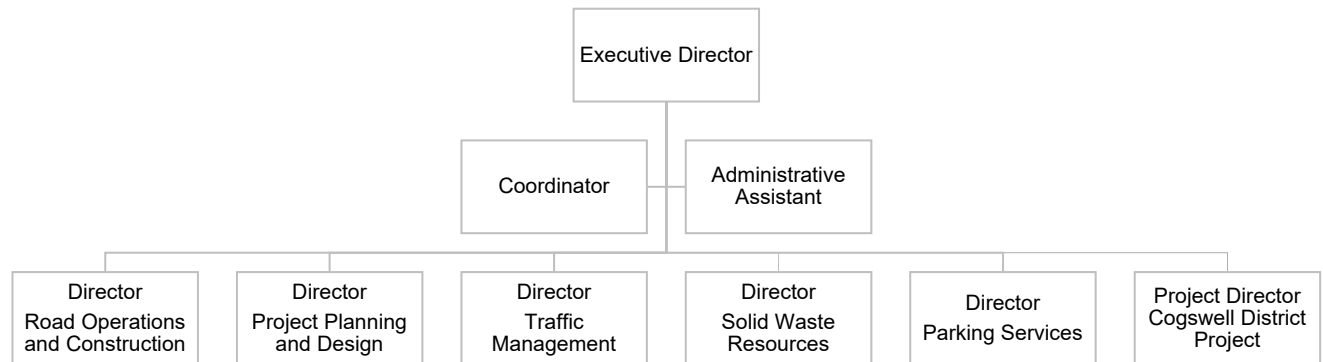 Executive Director
Coordinator
Administrative
Assistant
Director
Road Operations
and Construction
Director
Project Planning
and Design
Director
Traffic
Management
Director
Solid Waste
Resources
Director
Parking Services
Project Director
Cogswell District
Project